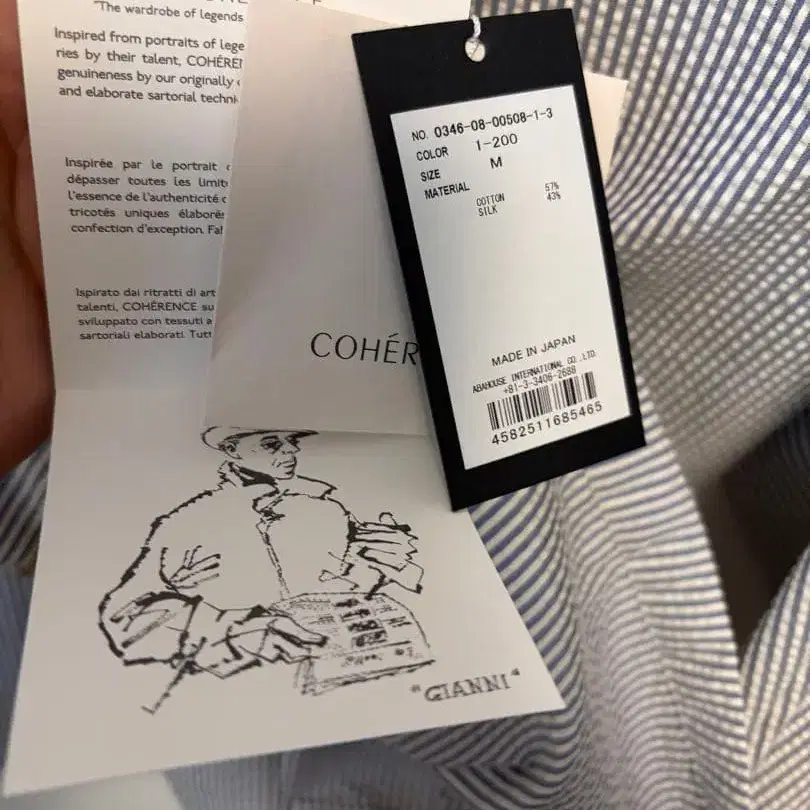 "The wardrobe of legends
Inspired from portraits of lege
ries by their talent, COHÉREN
genuineness by our originally
and elaborate sartorial techni
Inspirée par le portrait
dépasser toutes les limit
l'essence de l'authenticité
tricotés uniques élaborés
confection d'exception. Fa
Ispirato dai ritratti di art
talenti, COHÉRENCE su
sviluppato con tessuti a
sartoriali elaborati. Tutt
COHÉR
NO. 0346-08-00508-1-3
COLOR 1-200
SIZE M
MATERIAL
COTTON 57%
SILK 43%
MADE IN JAPAN
ABAHOUSE INTERNATIONAL CO.,LTD.
+81-3-3406-2688
4582511685465
"GIANNI"